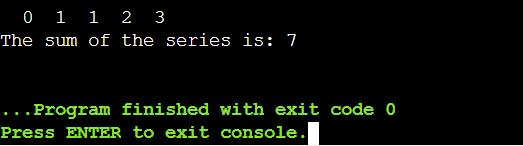 0 1 1 2 3
The sum of the series is: 7
...Program finished with exit code 0
Press ENTER to exit console.